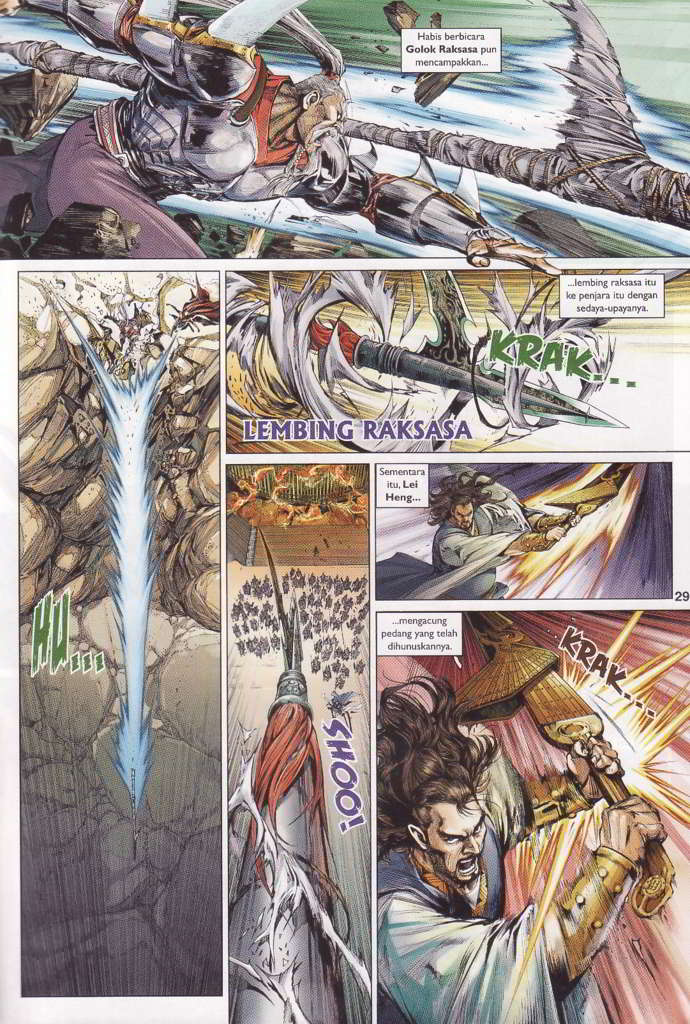 Habis berbicara
Golok Raksasa pun
mencampakkan...
...lembing raksasa itu
ke penjara itu dengan
sedaya-upayanya.
KRAK...
LEMBING RAKSASA
HU...
SHOO!
Sementara
itu, Lei
Heng...
29
...mengacung
pedang yang telah
dihunuskannya.
KRAK...